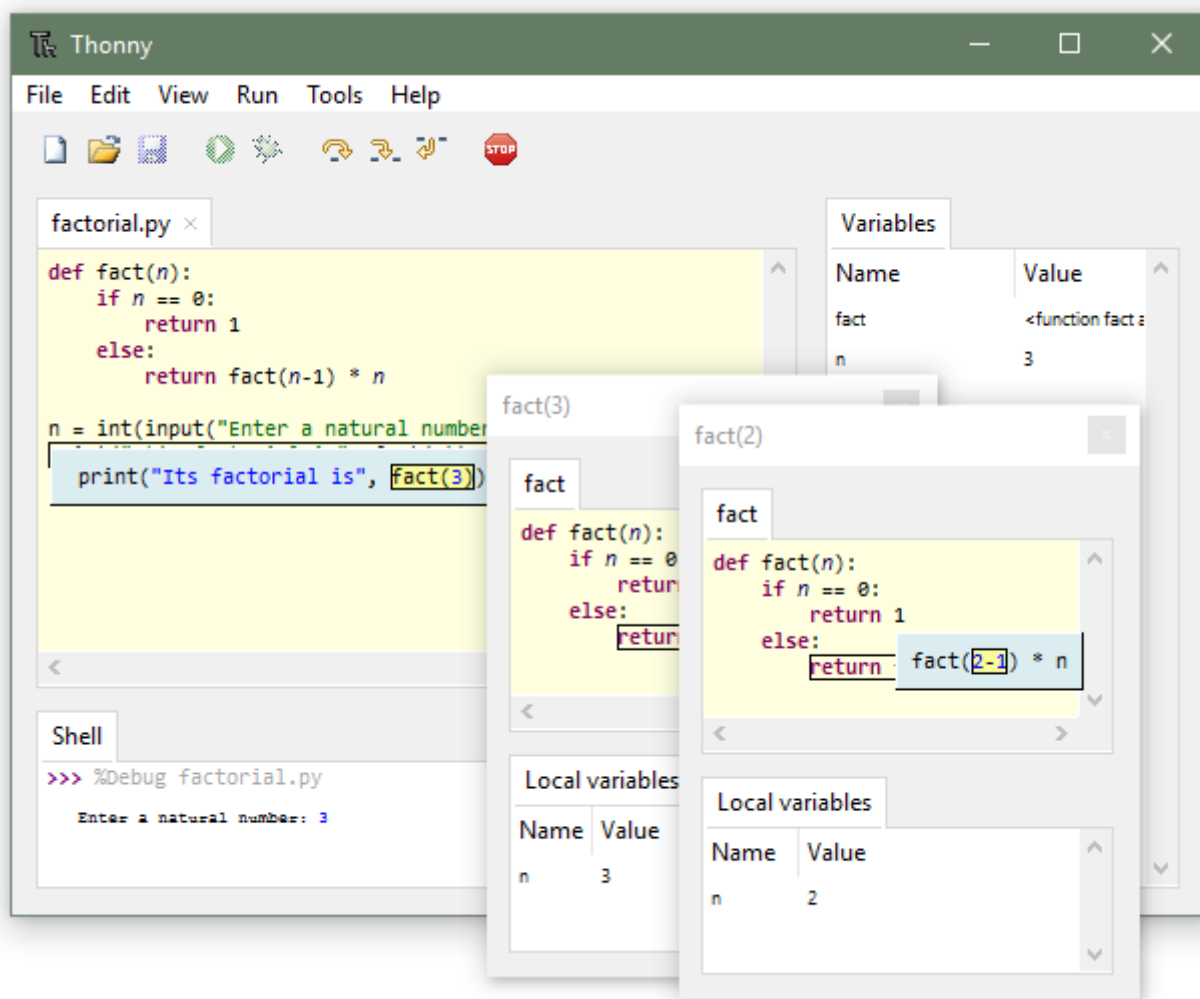 Thonny
File Edit View Run Tools Help
STOP
factorial.py ×
def fact(n):
    if n == 0:
        return 1
    else:
        return fact(n-1) * n
n = int(input("Enter a natural number
print("Its factorial is", fact(3))
Shell
>>> %Debug factorial.py
Enter a natural number: 3
Variables
Name Value
fact <function fact a
n 3
fact(3)
fact
def fact(n):
    if n == 0
        retur
    else:
        retur
Local variables
Name Value
n 3
fact(2)
x
fact
def fact(n):
    if n == 0:
        return 1
    else:
        return fact(2-1) * n
Local variables
Name Value
n 2